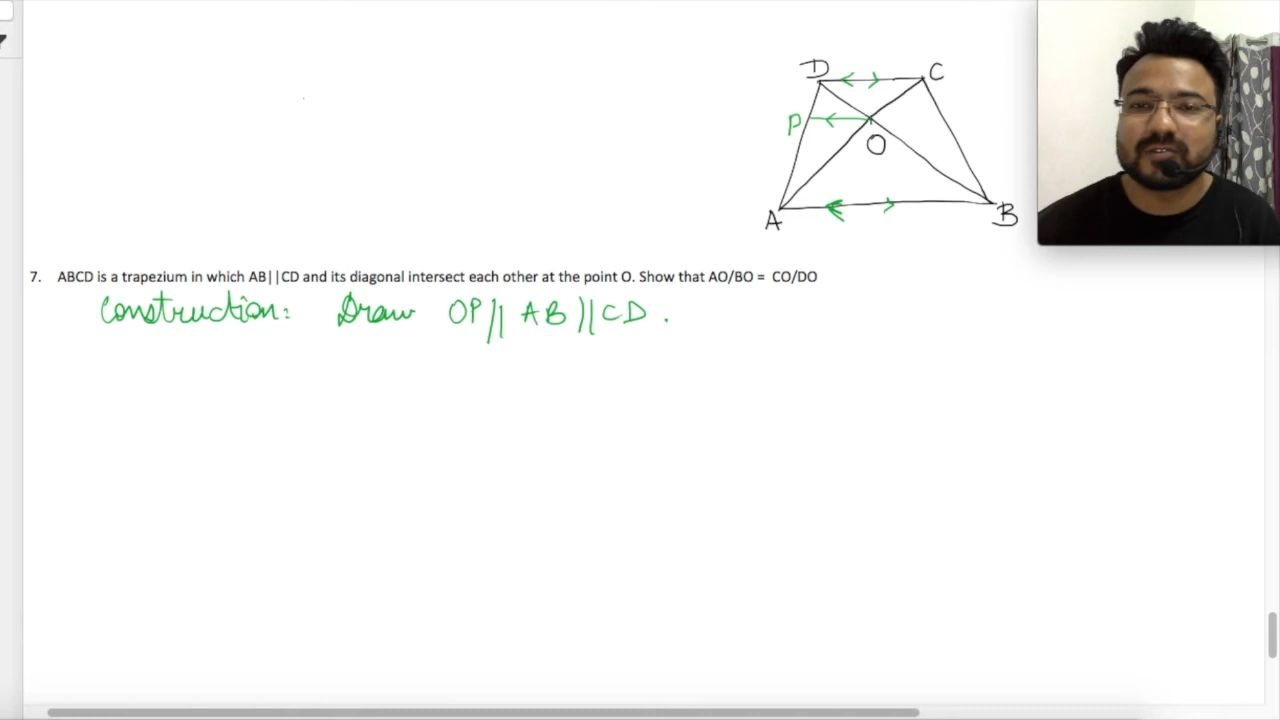 D C
P
O
A B
7. ABCD is a trapezium in which AB||CD and its diagonal intersect each other at the point O. Show that AO/BO = CO/DO
Construction: Draw OP || AB || CD .